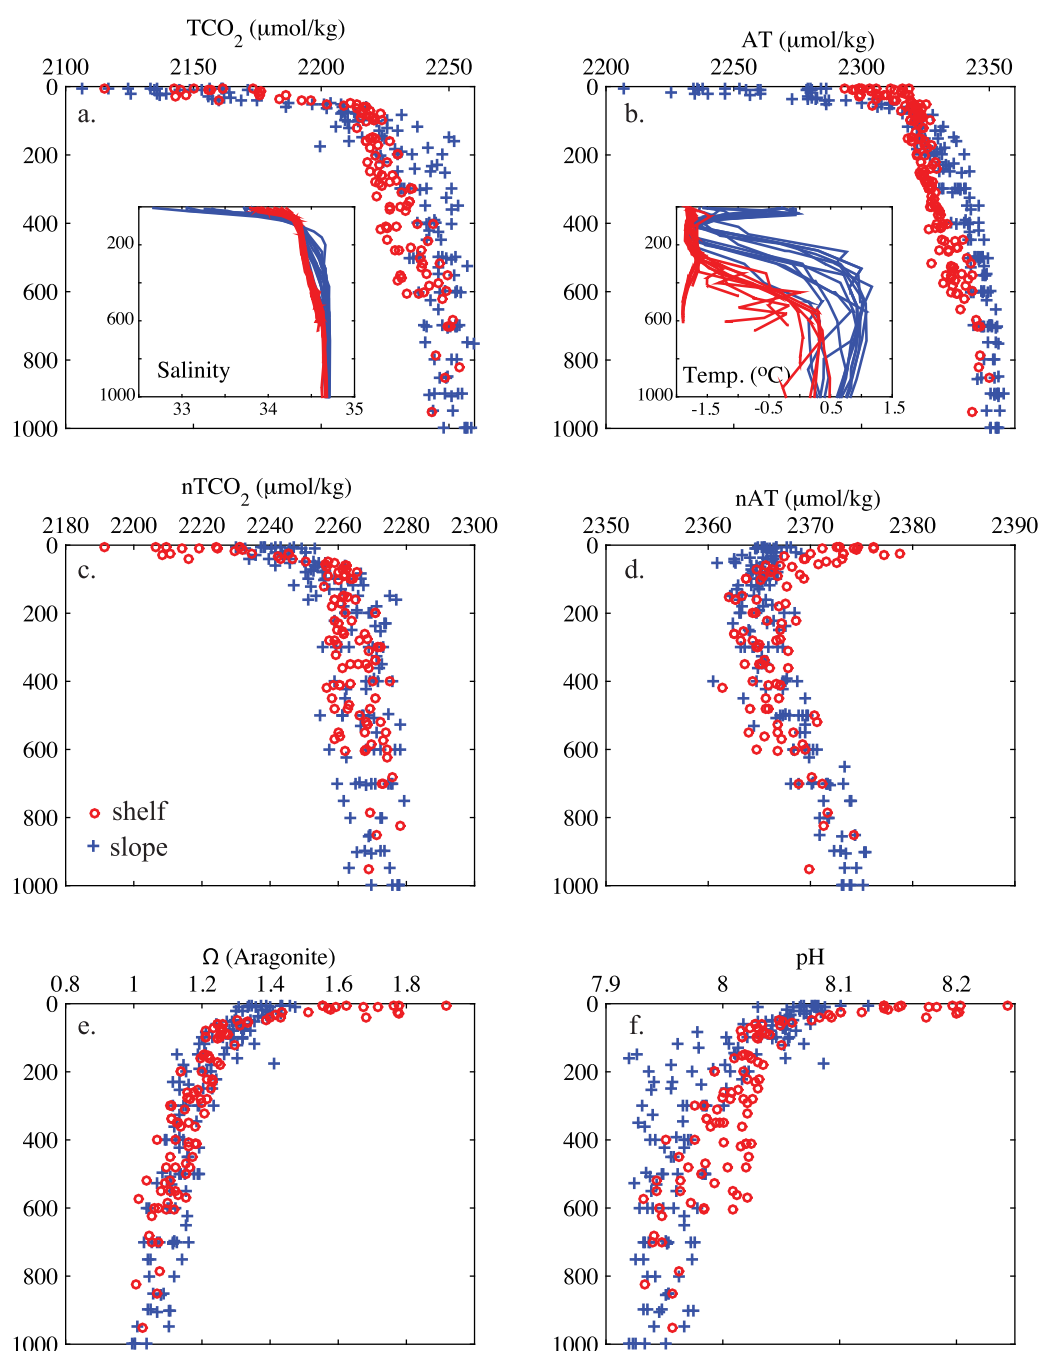 TCO2 (μmol/kg)
2100 2150 2200 2250
0
200
400
600
800
1000
a.
200
600
1000
Salinity
33 34 35
AT (μmol/kg)
2200 2250 2300 2350
0
200
400
600
800
1000
b.
200
600
1000
Temp. (°C)
-1.5 -0.5 0.5 1.5
nTCO2 (μmol/kg)
2180 2200 2220 2240 2260 2280 2300
0
200
400
600
800
1000
c.
shelf
slope
nAT (μmol/kg)
2350 2360 2370 2380 2390
0
200
400
600
800
1000
d.
Ω (Aragonite)
0.8 1 1.2 1.4 1.6 1.8
0
200
400
600
800
1000
e.
pH
7.9 8 8.1 8.2
0
200
400
600
800
1000
f.